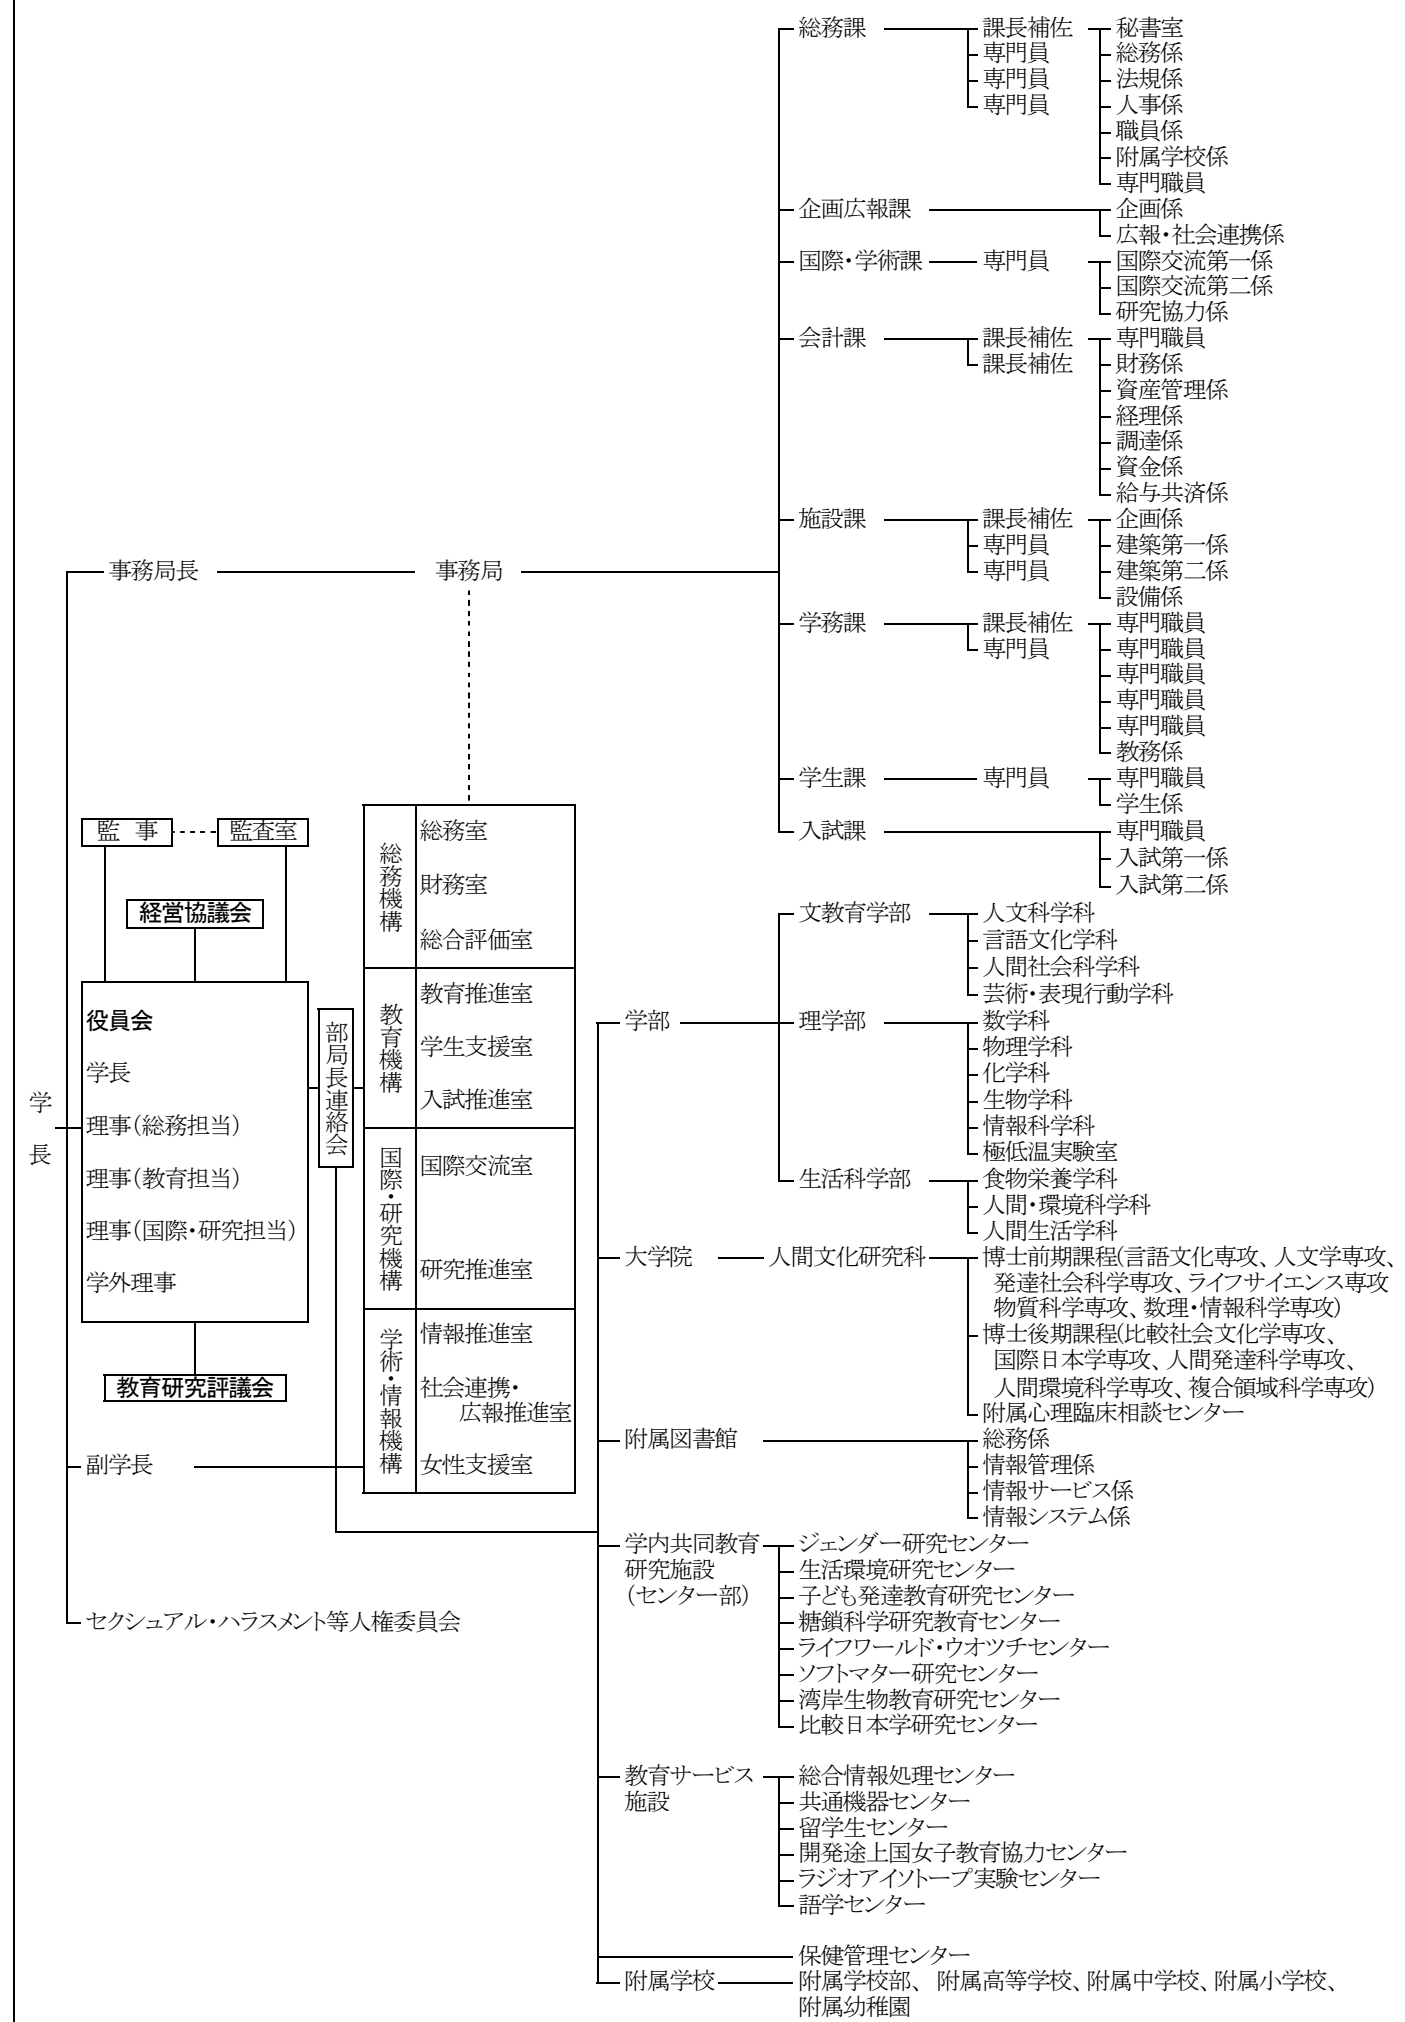 総務課 課長補佐 秘書室
専門員 総務係
専門員 法規係
専門員 人事係
職員係
附属学校係
専門職員
企画広報課 企画係
広報・社会連携係
国際・学術課 専門員 国際交流第一係
国際交流第二係
研究協力係
会計課 課長補佐 専門職員
課長補佐 財務係
資産管理係
経理係
調達係
資金係
給与共済係
施設課 課長補佐 企画係
専門員 建築第一係
専門員 建築第二係
設備係
事務局長 事務局
学務課 課長補佐 専門職員
専門員 専門職員
専門職員
専門職員
専門職員
教務係
学生課 専門員 専門職員
学生係
入試課 専門職員
入試第一係
入試第二係
監 事 監査室
経営協議会
役員会
学長
理事(総務担当)
理事(教育担当)
理事(国際・研究担当)
学外理事
学長
教育研究評議会
副学長
セクシュアル・ハラスメント等人権委員会
部局長連絡会
総務機構
総務室
財務室
総合評価室
教育機構
教育推進室
学生支援室
入試推進室
国際・研究機構
国際交流室
研究推進室
学術・情報機構
情報推進室
社会連携・
広報推進室
女性支援室
学部 文教育学部 人文科学科
言語文化学科
人間社会科学科
芸術・表現行動学科
理学部 数学科
物理学科
化学科
生物学科
情報科学科
極低温実験室
生活科学部 食物栄養学科
人間・環境科学科
人間生活学科
大学院 人間文化研究科 博士前期課程(言語文化専攻、人文学専攻、
発達社会科学専攻、ライフサイエンス専攻
物質科学専攻、数理・情報科学専攻)
博士後期課程(比較社会文化学専攻、
国際日本学専攻、人間発達科学専攻、
人間環境科学専攻、複合領域科学専攻)
附属心理臨床相談センター
附属図書館 総務係
情報管理係
情報サービス係
情報システム係
学内共同教育 ジェンダー研究センター
研究施設 生活環境研究センター
(センター部) 子ども発達教育研究センター
糖鎖科学研究教育センター
ライフワールド・ウオツチセンター
ソフトマター研究センター
湾岸生物教育研究センター
比較日本学研究センター
教育サービス 総合情報処理センター
施設 共通機器センター
留学生センター
開発途上国女子教育協力センター
ラジオアイソトープ実験センター
語学センター
保健管理センター
附属学校 附属学校部、附属高等学校、附属中学校、附属小学校、
附属幼稚園